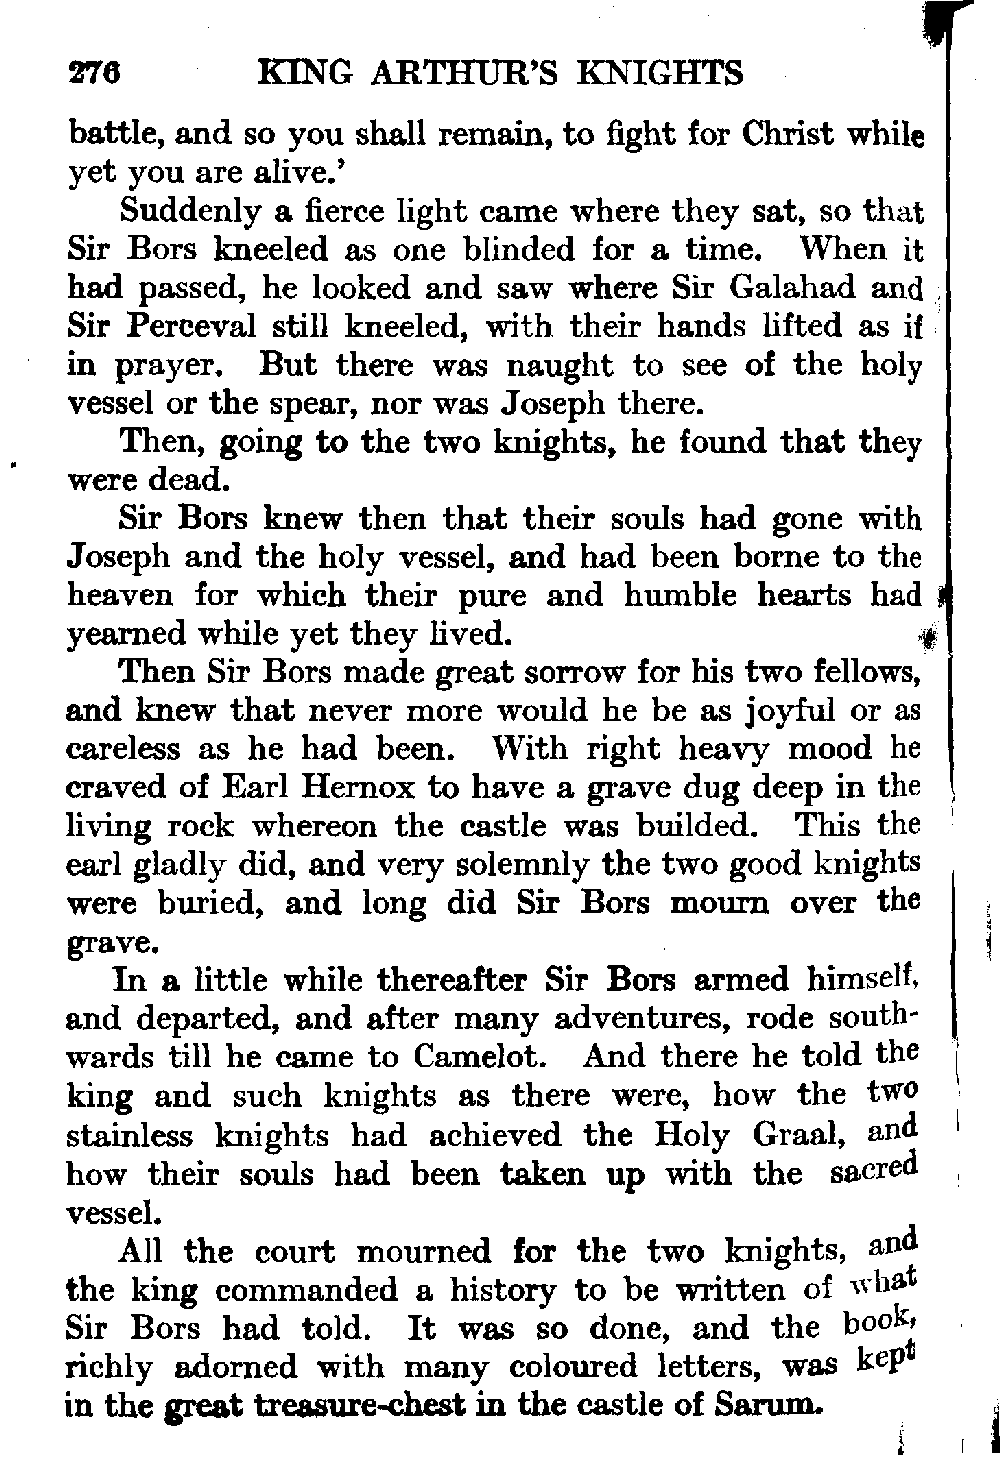 276 KING ARTHUR'S KNIGHTS
battle, and so you shall remain, to fight for Christ while
yet you are alive.'
Suddenly a fierce light came where they sat, so that
Sir Bors kneeled as one blinded for a time. When it
had passed, he looked and saw where Sir Galahad and
Sir Perceval still kneeled, with their hands lifted as if
in prayer. But there was naught to see of the holy
vessel or the spear, nor was Joseph there.
Then, going to the two knights, he found that they
were dead.
Sir Bors knew then that their souls had gone with
Joseph and the holy vessel, and had been borne to the
heaven for which their pure and humble hearts had
yearned while yet they lived.
Then Sir Bors made great sorrow for his two fellows,
and knew that never more would he be as joyful or as
careless as he had been. With right heavy mood he
craved of Earl Hernox to have a grave dug deep in the
living rock whereon the castle was builded. This the
earl gladly did, and very solemnly the two good knights
were buried, and long did Sir Bors mourn over the
grave.
In a little while thereafter Sir Bors armed himself,
and departed, and after many adventures, rode south-
wards till he came to Camelot. And there he told the
king and such knights as there were, how the two
stainless knights had achieved the Holy Graal, and
how their souls had been taken up with the sacred
vessel.
All the court mourned for the two knights, and
the king commanded a history to be written of what
Sir Bors had told. It was so done, and the book,
richly adorned with many coloured letters, was kept
in the great treasure-chest in the castle of Sarum.